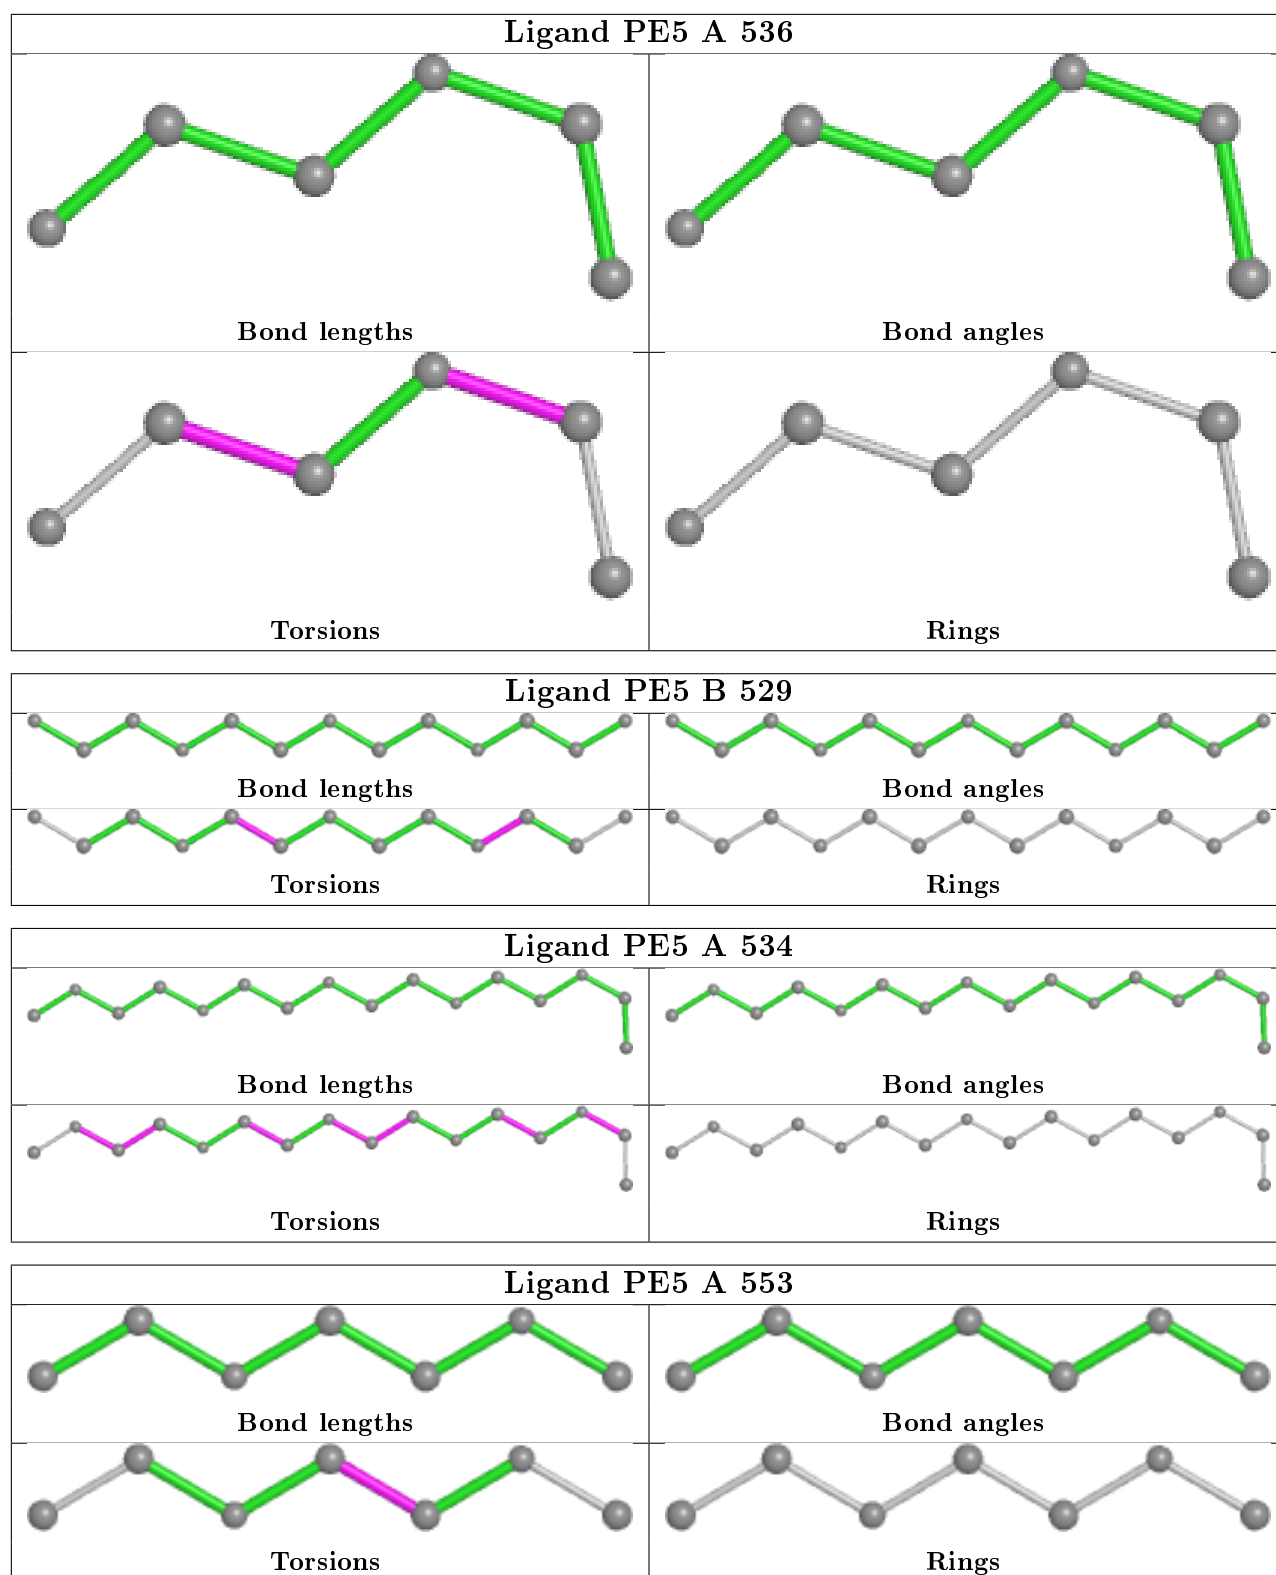 Ligand PE5 A 536
Bond lengths
Bond angles
Torsions
Rings
Ligand PE5 B 529
Bond lengths
Bond angles
Torsions
Rings
Ligand PE5 A 534
Bond lengths
Bond angles
Torsions
Rings
Ligand PE5 A 553
Bond lengths
Bond angles
Torsions
Rings